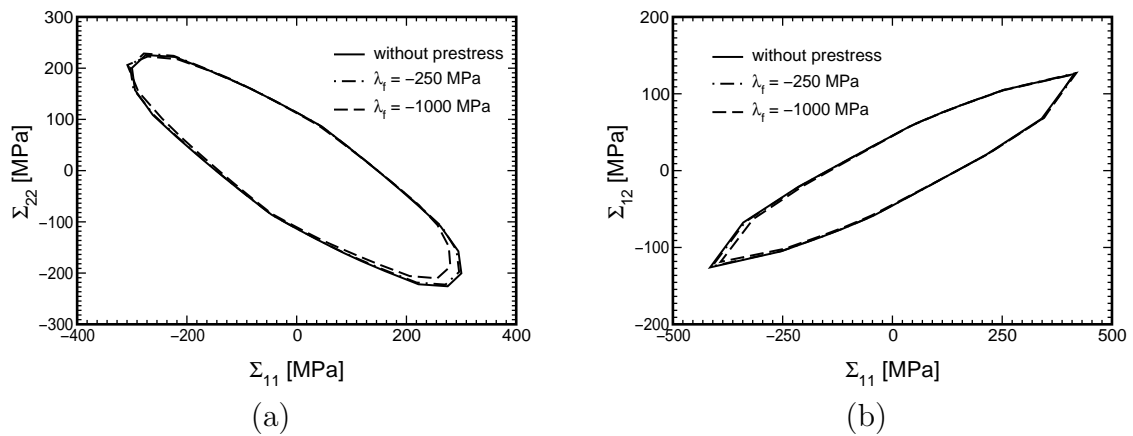 300
200
100
0
−100
−200
−300
−400
−200
0
200
400
Σ22 [MPa]
Σ11 [MPa]
without prestress
λf = −250 MPa
λf = −1000 MPa
(a)
200
100
0
−100
−200
−500
−250
0
250
500
Σ12 [MPa]
Σ11 [MPa]
without prestress
λf = −250 MPa
λf = −1000 MPa
(b)